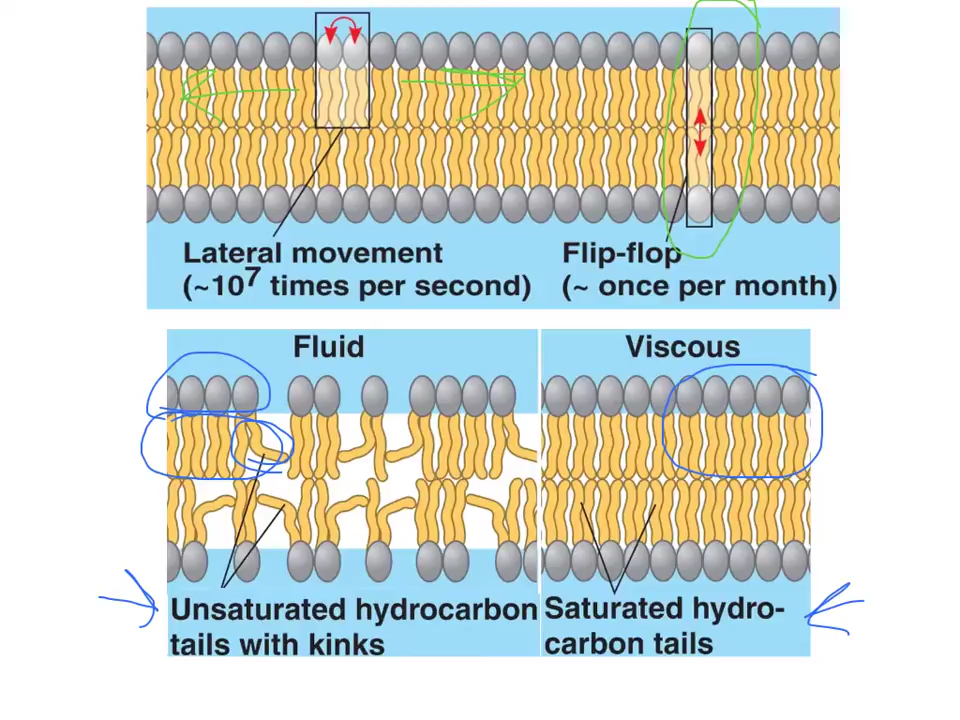 Lateral movement
(~10⁷ times per second)
Flip-flop
(~ once per month)
Fluid
Viscous
Unsaturated hydrocarbon
tails with kinks
Saturated hydro-
carbon tails